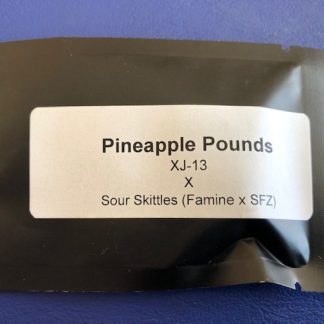 Pineapple Pounds
XJ-13
X
Sour Skittles (Famine x SFZ)